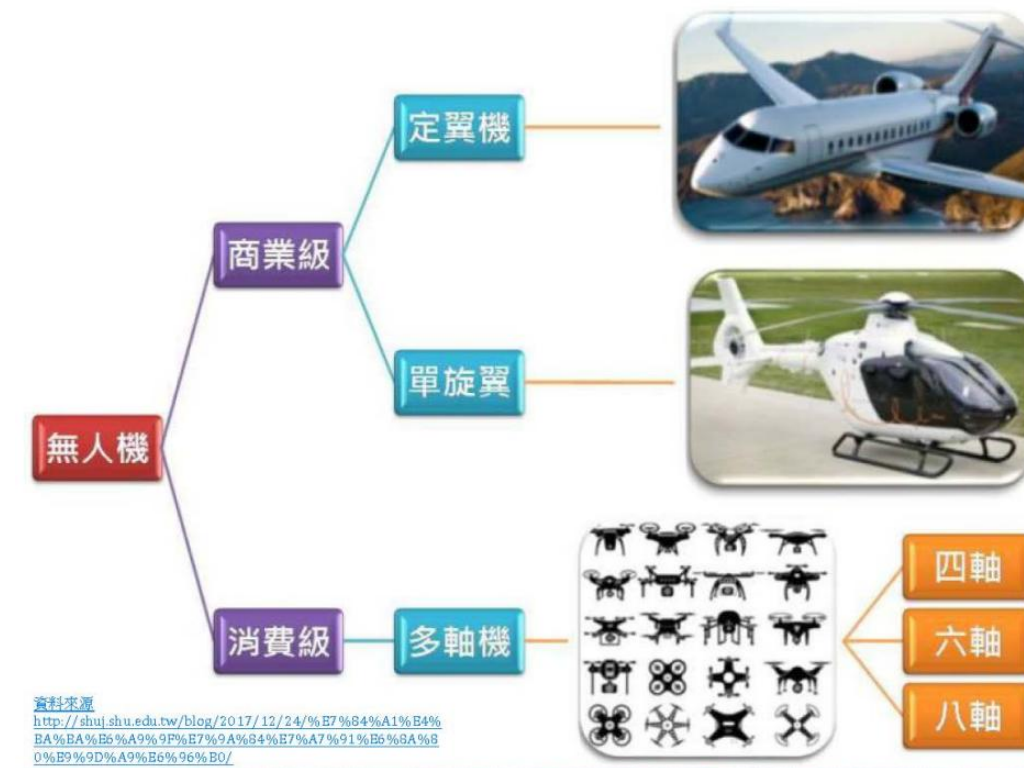 定翼機
商業級
單旋翼
無人機
四軸
消費級
多軸機
六軸
八軸
資料來源
http://shuj.shu.edu.tw/blog/2017/12/24/%E7%84%A1%E4%
BA%BA%E6%A9%9F%E7%9A%84%E7%A7%91%E6%8A%8
0%E9%9D%A9%E6%96%B0/